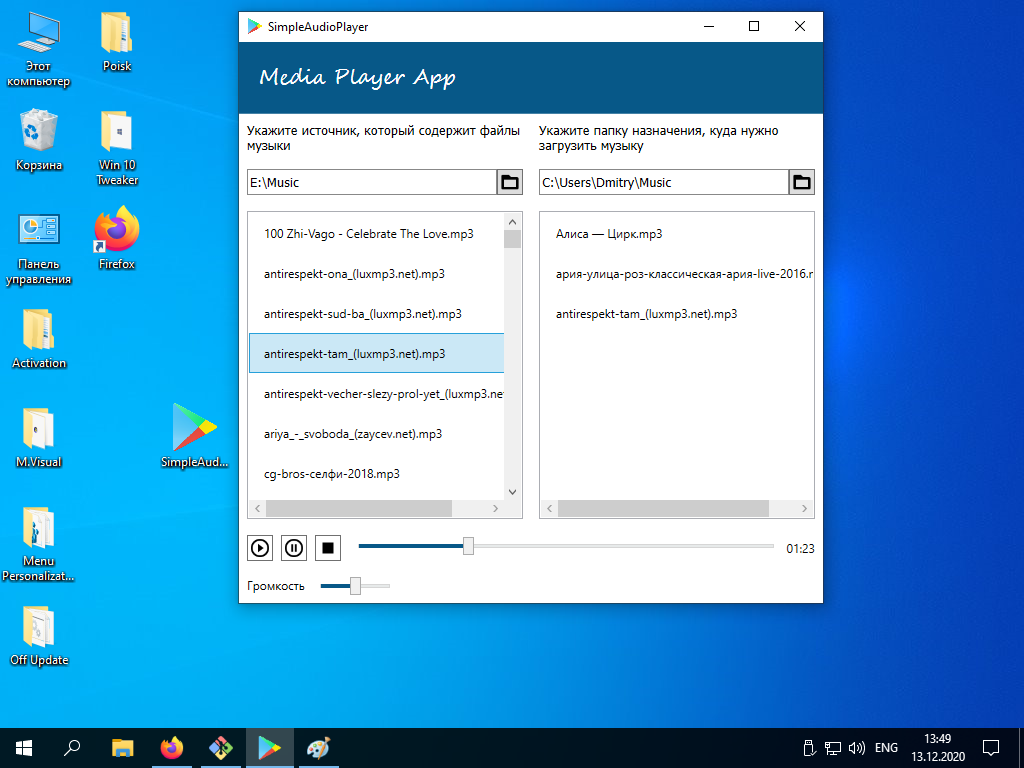 Этот
компьютер
Poisk
Корзина
Win 10
Tweaker
Панель
управления
Firefox
Activation
M.Visual
SimpleAud...
Menu
Personalizat...
Off Update
SimpleAudioPlayer
Media Player App
Укажите источник, который содержит файлы
музыки
E:\Music
100 Zhi-Vago - Celebrate The Love.mp3
antirespekt-ona_(luxmp3.net).mp3
antirespekt-sud-ba_(luxmp3.net).mp3
antirespekt-tam_(luxmp3.net).mp3
antirespekt-vecher-slezy-prol-yet_(luxmp3.ne
ariya_-_svoboda_(zaycev.net).mp3
cg-bros-селфи-2018.mp3
Укажите папку назначения, куда нужно
загрузить музыку
C:\Users\Dmitry\Music
Алиса — Цирк.mp3
ария-улица-роз-классическая-ария-live-2016.r
antirespekt-tam_(luxmp3.net).mp3
01:23
Громкость
ENG
13:49
13.12.2020